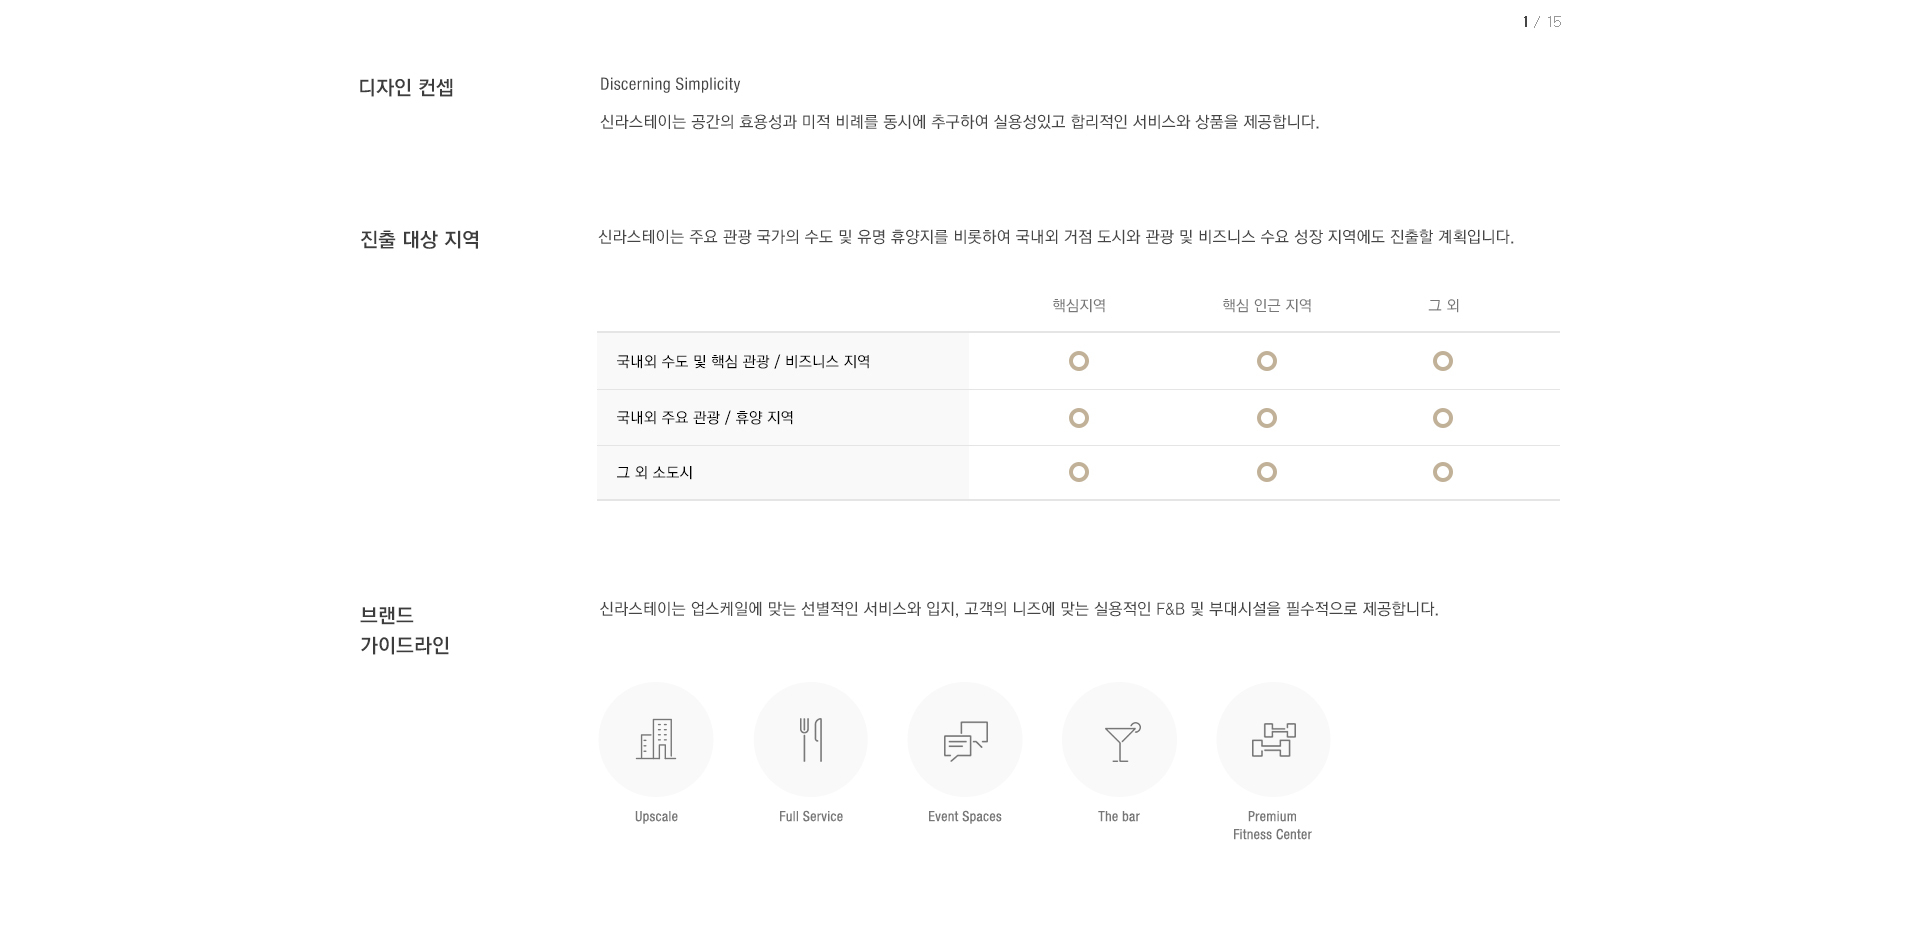 1 / 15
디자인 컨셉
Discerning Simplicity
신라스테이는 공간의 효용성과 미적 비례를 동시에 추구하여 실용성있고 합리적인 서비스와 상품을 제공합니다.
진출 대상 지역
신라스테이는 주요 관광 국가의 수도 및 유명 휴양지를 비롯하여 국내외 거점 도시와 관광 및 비즈니스 수요 성장 지역에도 진출할 계획입니다.
핵심지역 핵심 인근 지역 그 외
국내외 수도 및 핵심 관광 / 비즈니스 지역
국내외 주요 관광 / 휴양 지역
그 외 소도시
브랜드
가이드라인
신라스테이는 업스케일에 맞는 선별적인 서비스와 입지, 고객의 니즈에 맞는 실용적인 F&B 및 부대시설을 필수적으로 제공합니다.
Upscale
Full Service
Event Spaces
The bar
Premium
Fitness Center